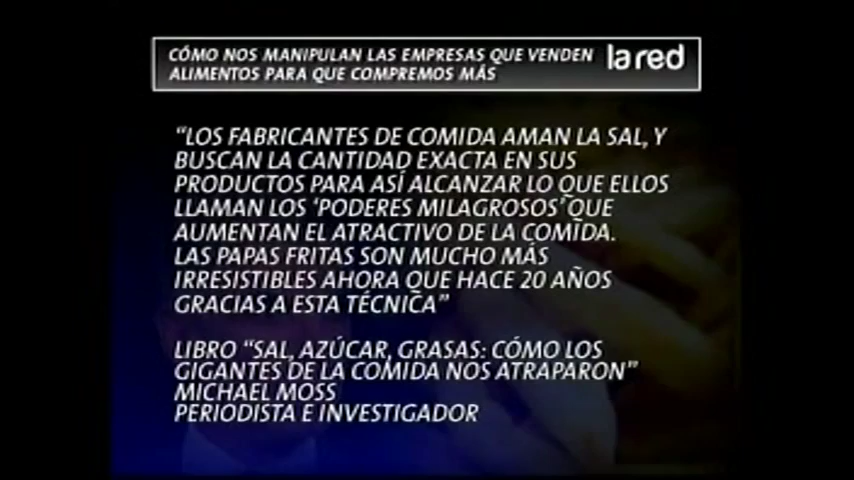 CÓMO NOS MANIPULAN LAS EMPRESAS QUE VENDEN
ALIMENTOS PARA QUE COMPREMOS MÁS
la red
"LOS FABRICANTES DE COMIDA AMAN LA SAL, Y
BUSCAN LA CANTIDAD EXACTA EN SUS
PRODUCTOS PARA ASÍ ALCANZAR LO QUE ELLOS
LLAMAN LOS 'PODERES MILAGROSOS' QUE
AUMENTAN EL ATRACTIVO DE LA COMIDA.
LAS PAPAS FRITAS SON MUCHO MÁS
IRRESISTIBLES AHORA QUE HACE 20 AÑOS
GRACIAS A ESTA TÉCNICA"
LIBRO "SAL, AZÚCAR, GRASAS: CÓMO LOS
GIGANTES DE LA COMIDA NOS ATRAPARON"
MICHAEL MOSS
PERIODISTA E INVESTIGADOR